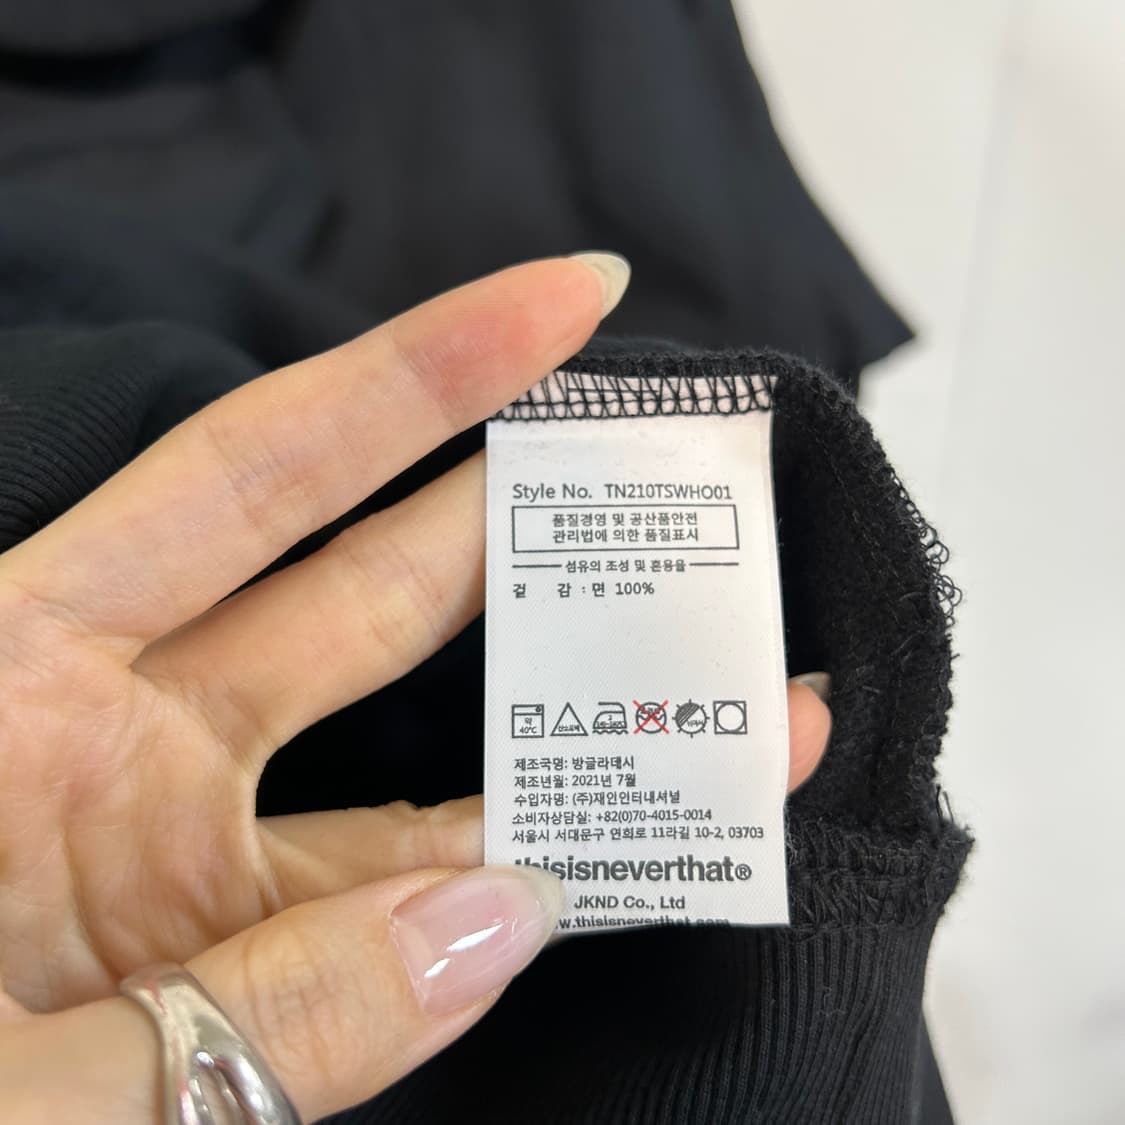 Style No. TN210TSWHO01
품질경영 및 공산품안전
관리법에 의한 품질표시
섬유의 조성 및 혼용율
겉 감 : 면 100%
약
40℃
제조국명: 방글라데시
제조년월: 2021년 7월
수입자명: (주)재인인터내셔널
소비자상담실: +82(0)70-4015-0014
서울시 서대문구 연희로 11라길 10-2, 03703
thisisneverthat®
JKND Co., Ltd
www.thisisneverthat.com